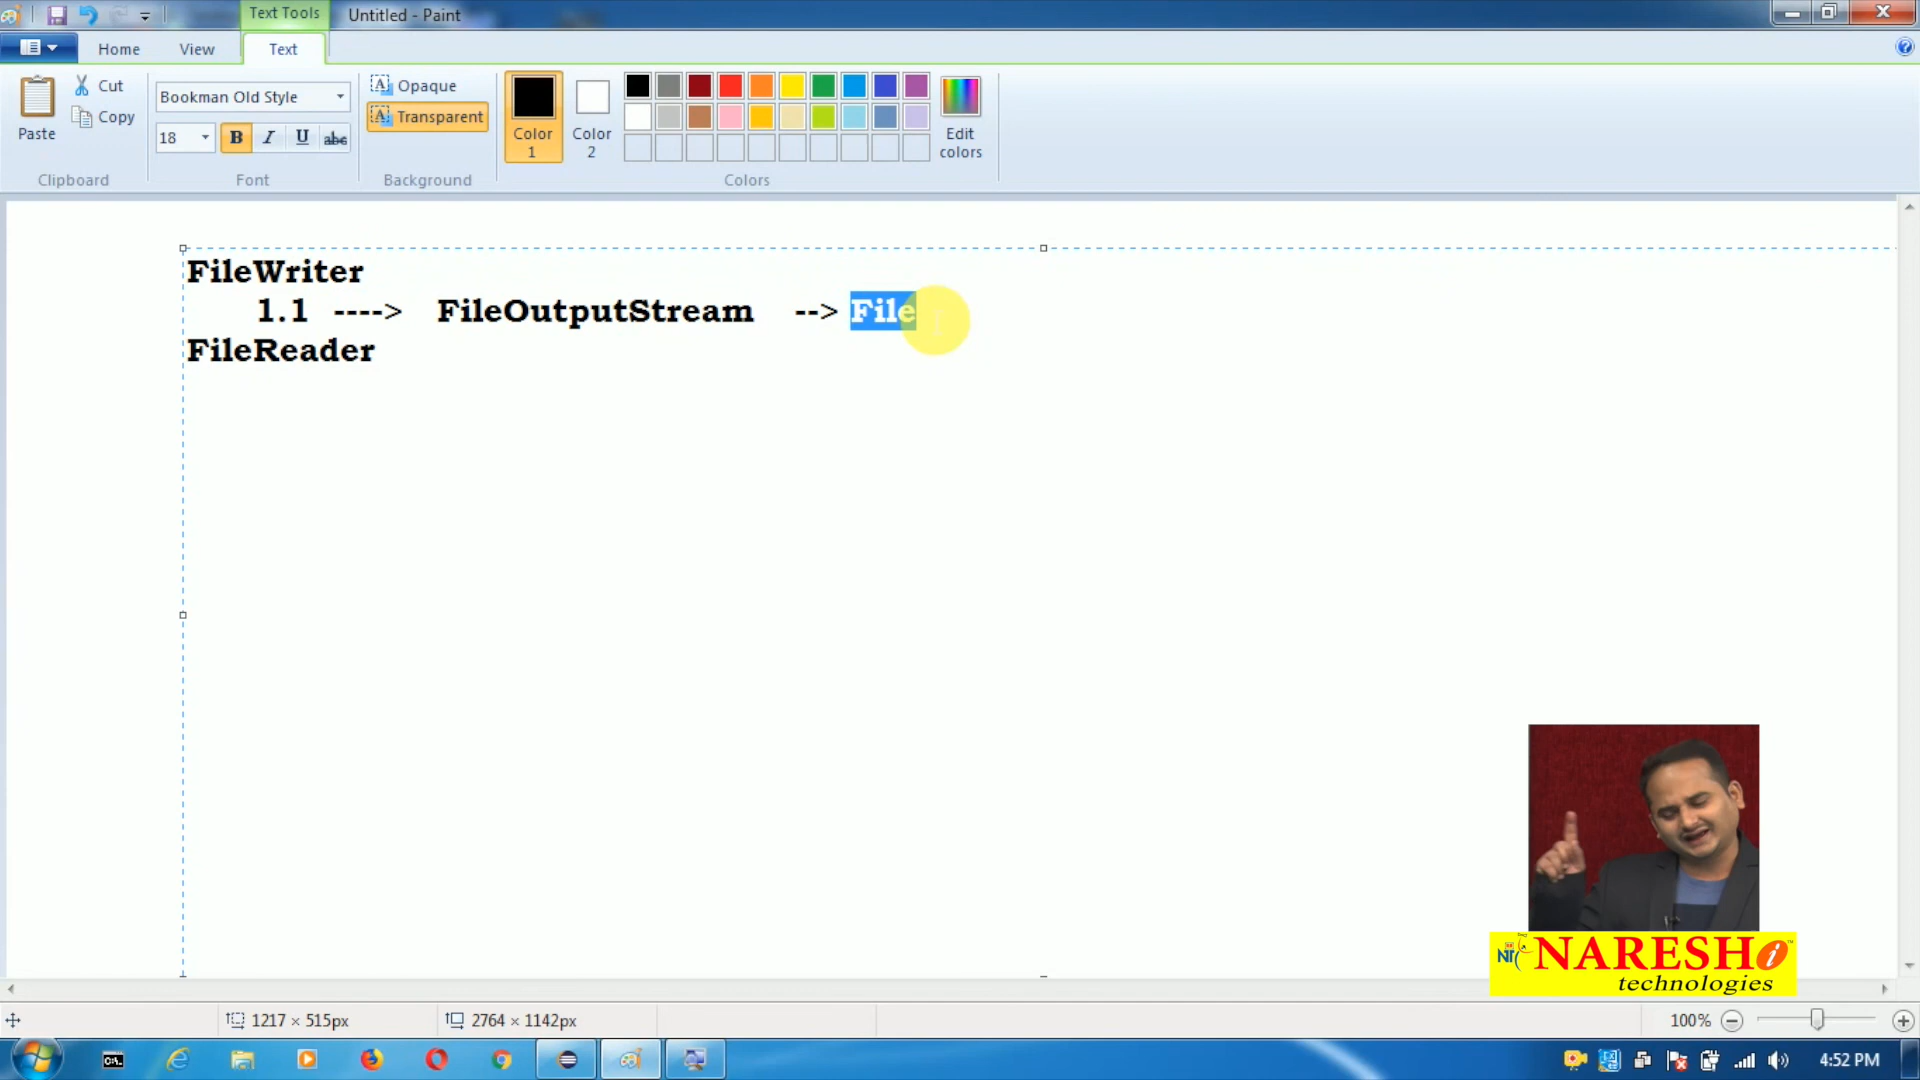 Text Tools
Untitled - Paint
Home
View
Text
Paste
Cut
Copy
Clipboard
Bookman Old Style
18
B I U abc
Font
A Opaque
A Transparent
Background
Color 1
Color 2
Edit colors
Colors
FileWriter
1.1 ----> FileOutputStream --> File
FileReader
NT
NARESH i
technologies
1217 × 515px
2764 × 1142px
100%
C:\.
4:52 PM